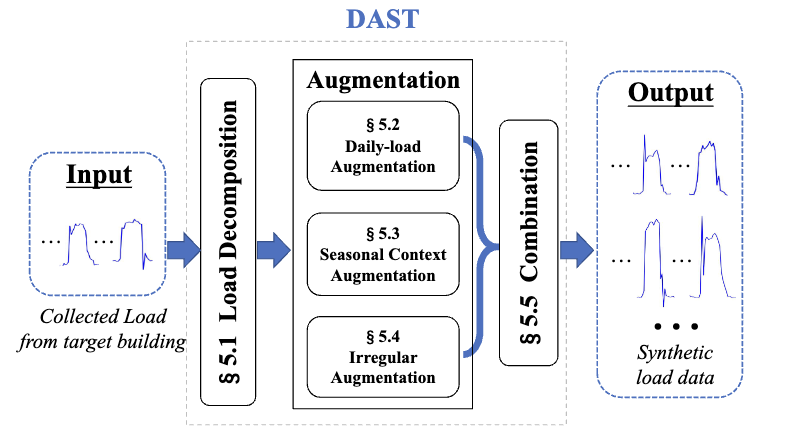 DAST
Input
Collected Load
from target building
§ 5.1 Load Decomposition
Augmentation
§ 5.2
Daily-load
Augmentation
§ 5.3
Seasonal Context
Augmentation
§ 5.4
Irregular
Augmentation
§ 5.5 Combination
Output
Synthetic
load data